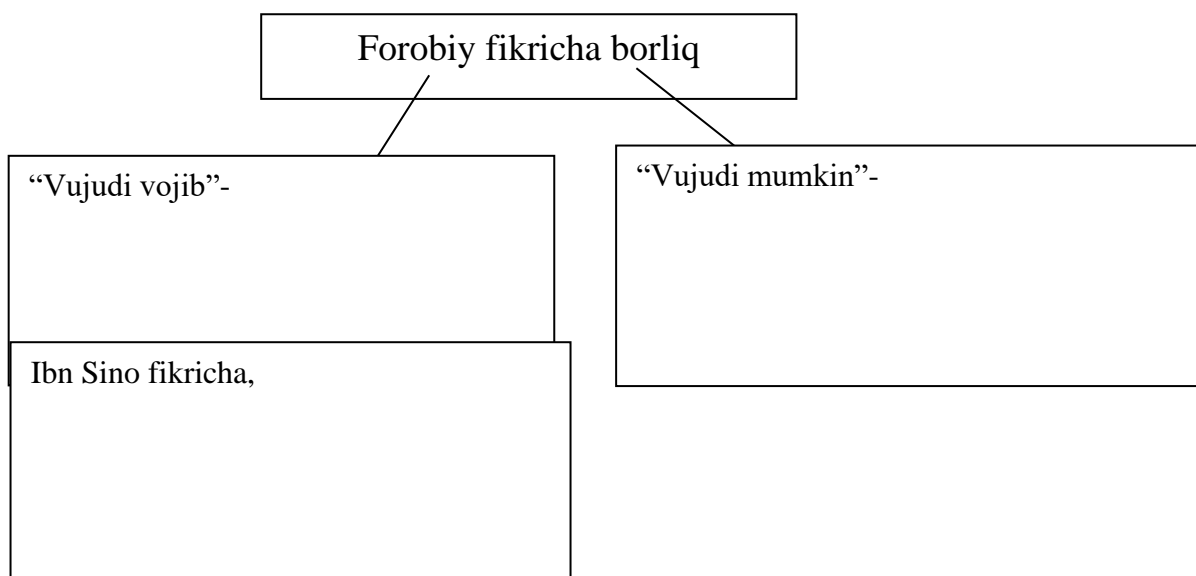 Forobiy fikricha borliq
“Vujudi vojib”-
“Vujudi mumkin”-
Ibn Sino fikricha,